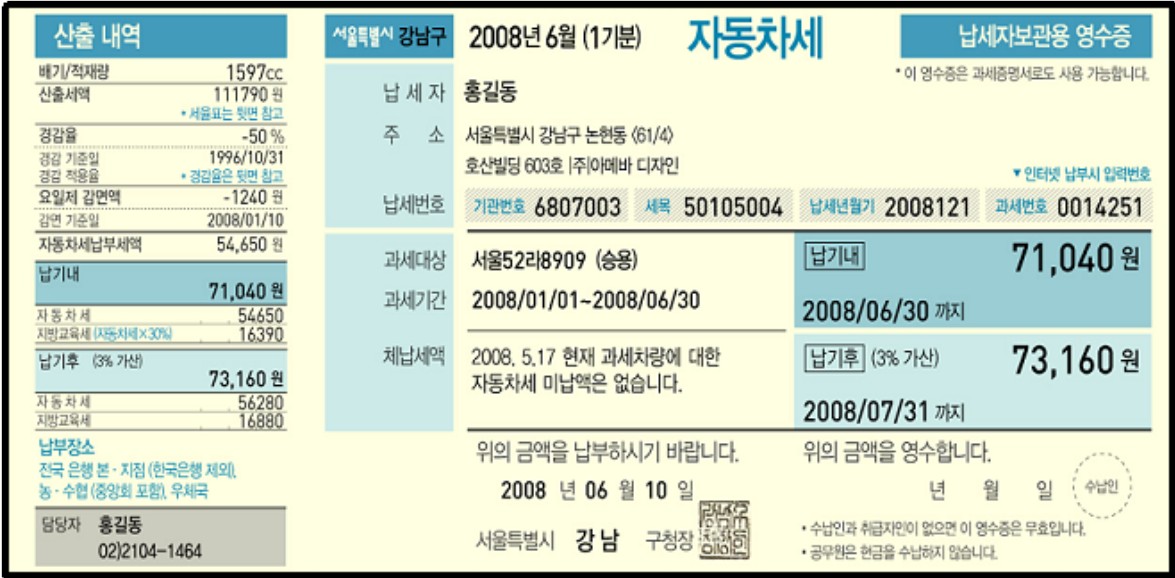 산출 내역
배기/적재량 1597cc
산출세액 111790 원
* 세율표는 뒷면 참고
경감율 -50 %
경감 기준일 1996/10/31
경감 적용율 * 경감율은 뒷면 참고
요일제 감면액 -1240 원
감면 기준일 2008/01/10
자동차세납부세액 54,650 원
납기내
71,040 원
자동차세 54650
지방교육세 (자동차세×30%) 16390
납기후 (3% 가산)
73,160 원
자동차세 56280
지방교육세 16880
납부장소
전국 은행 본·지점 (한국은행 제외),
농·수협 (중앙회 포함), 우체국
담당자 홍길동
02)2104-1464
서울특별시 강남구 2008년 6월 (1기분) 자동차세 납세자보관용 영수증
* 이 영수증은 과세증명서로도 사용 가능합니다.
납세자 홍길동
주소 서울특별시 강남구 논현동 <61/4>
호산빌딩 603호 |주|아메바 디자인
▼인터넷 납부시 입력번호
납세번호 기관번호 6807003 세목 50105004 납세년월기 2008121 과세번호 0014251
과세대상 서울52라8909 (승용)
과세기간 2008/01/01~2008/06/30
납기내 71,040 원
2008/06/30 까지
체납세액 2008. 5.17 현재 과세차량에 대한
자동차세 미납액은 없습니다.
납기후 (3% 가산) 73,160 원
2008/07/31 까지
위의 금액을 납부하시기 바랍니다.
2008 년 06 월 10 일
서울특별시 강남 구청장
위의 금액을 영수합니다.
년 월 일 수납인
• 수납인과 취급자인이 없으면 이 영수증은 무효입니다.
• 공무원은 현금을 수납하지 않습니다.